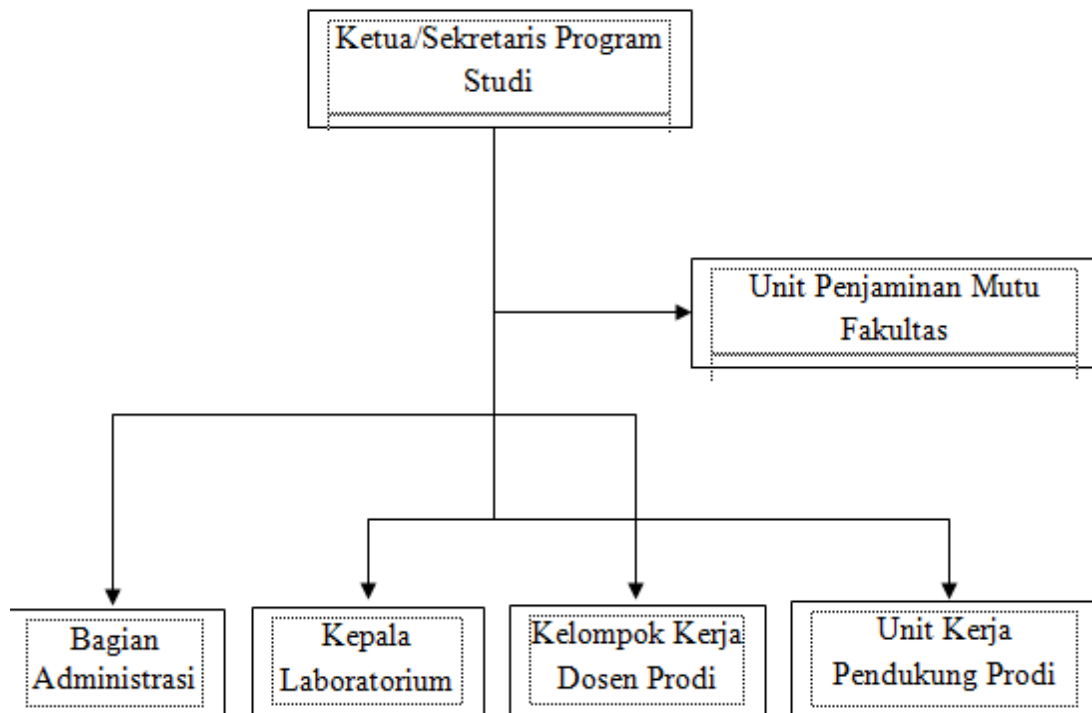 Ketua/Sekretaris Program
Studi
Unit Penjaminan Mutu
Fakultas
Bagian
Administrasi
Kepala
Laboratorium
Kelompok Kerja
Dosen Prodi
Unit Kerja
Pendukung Prodi